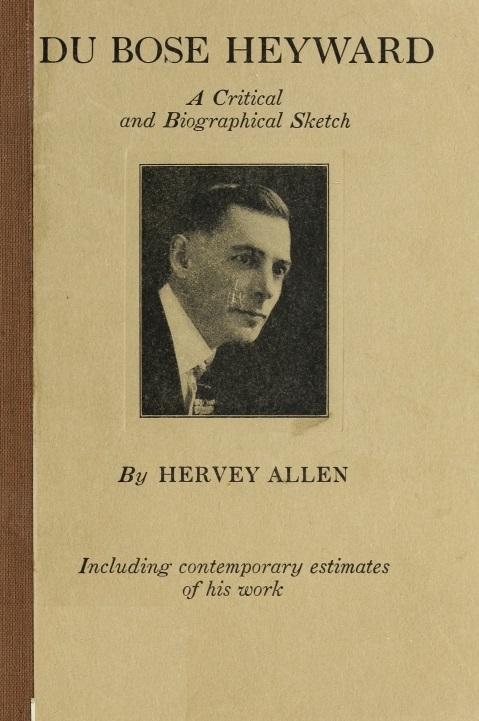 DU BOSE HEYWARD
A Critical
and Biographical Sketch
By HERVEY ALLEN
Including contemporary estimates
of his work